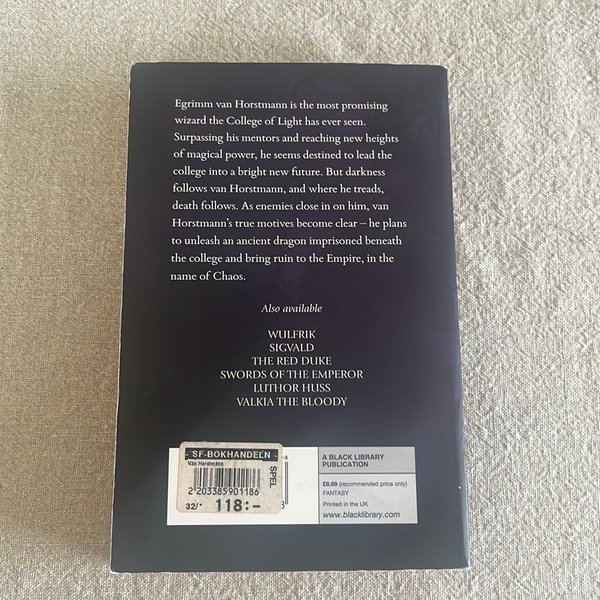 Egrimm van Horstmann is the most promising
wizard the College of Light has ever seen.
Surpassing his mentors and reaching new heights
of magical power, he seems destined to lead the
college into a bright new future. But darkness
follows van Horstmann, and where he treads,
death follows. As enemies close in on him, van
Horstmann's true motives become clear – he plans
to unleash an ancient dragon imprisoned beneath
the college and bring ruin to the Empire, in the
name of Chaos.
Also available
WULFRIK
SIGVALD
THE RED DUKE
SWORDS OF THE EMPEROR
LUTHOR HUSS
VALKIA THE BLOODY
SF-BOKHANDELN
Van Horstmann
SPEL
2 203385901186
32/*
118:-
A BLACK LIBRARY
PUBLICATION
£8.99 (recommended price only)
FANTASY
Printed in the UK
www.blacklibrary.com